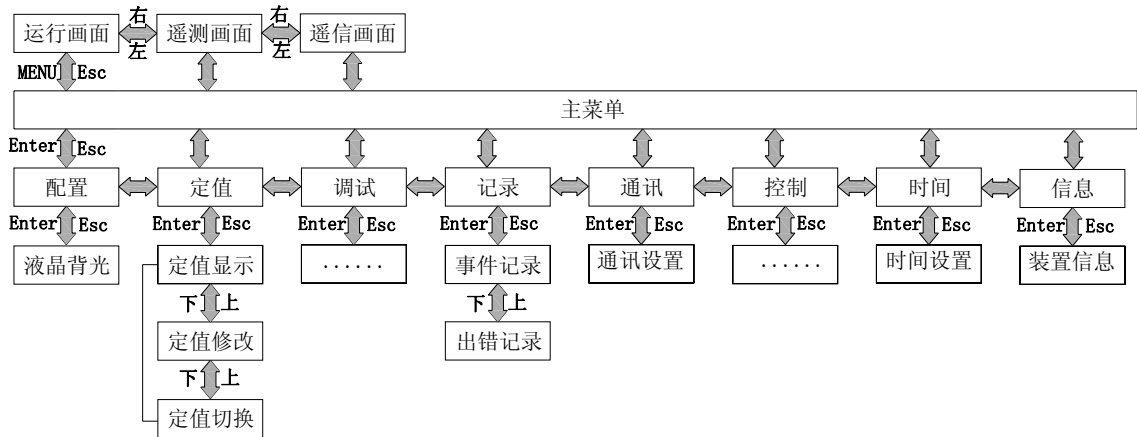 右 右
运行画面 遥测画面 遥信画面
左 左
MENU Esc
主菜单
Enter Esc
配置 定值 调试 记录 通讯 控制 时间 信息
Enter Esc Enter Esc Enter Esc Enter Esc Enter Esc Enter Esc Enter Esc Enter Esc
液晶背光 定值显示 ...... 事件记录 通讯设置 ...... 时间设置 装置信息
下 上 下 上
定值修改 出错记录
下 上
定值切换